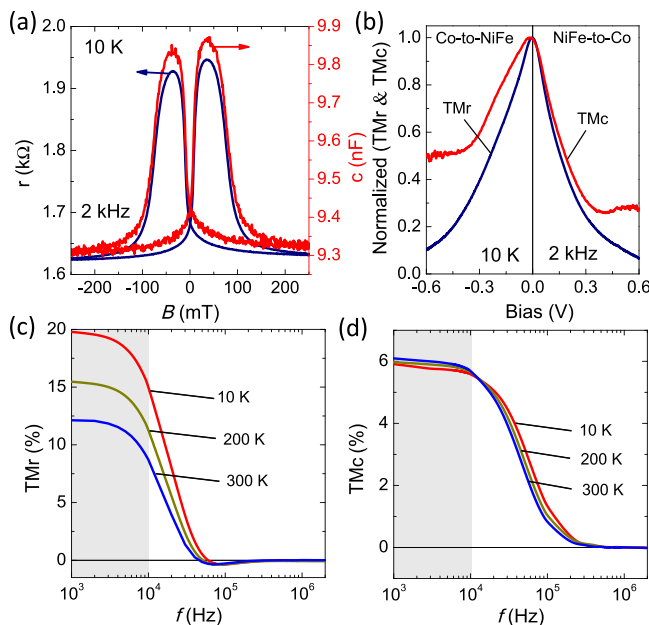 (a)
10 K
2 kHz
r (kΩ)
2.0
1.9
1.8
1.7
1.6
c (nF)
9.9
9.8
9.7
9.6
9.5
9.4
9.3
-200 -100 0 100 200
B (mT)
(b)
Co-to-NiFe NiFe-to-Co
TMr
TMc
10 K 2 kHz
Normalized (TMr & TMc)
1.0
0.8
0.6
0.4
0.2
0.0
-0.6 -0.3 0.0 0.3 0.6
Bias (V)
(c)
10 K
200 K
300 K
TMr (%)
20
15
10
5
0
10³ 10⁴ 10⁵ 10⁶
f (Hz)
(d)
10 K
200 K
300 K
TMc (%)
6
4
2
0
10³ 10⁴ 10⁵ 10⁶
f (Hz)